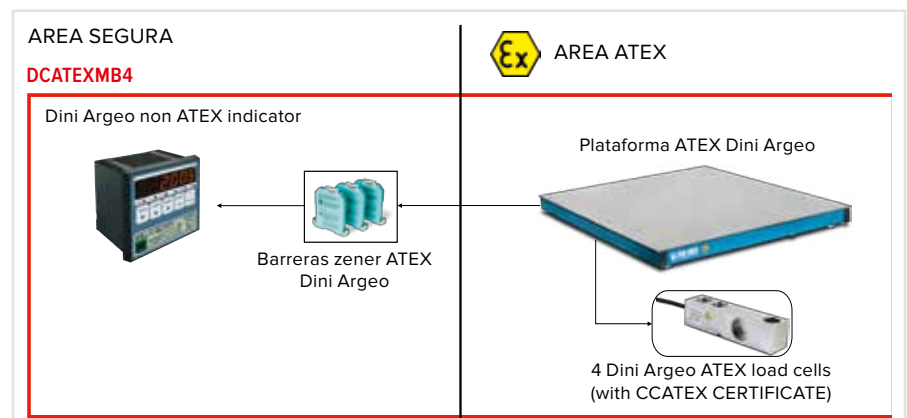 AREA SEGURA
DCATEXMB4
Ex
AREA ATEX
Dini Argeo non ATEX indicator
Plataforma ATEX Dini Argeo
Barreras zener ATEX
Dini Argeo
4 Dini Argeo ATEX load cells
(with CCATEX CERTIFICATE)